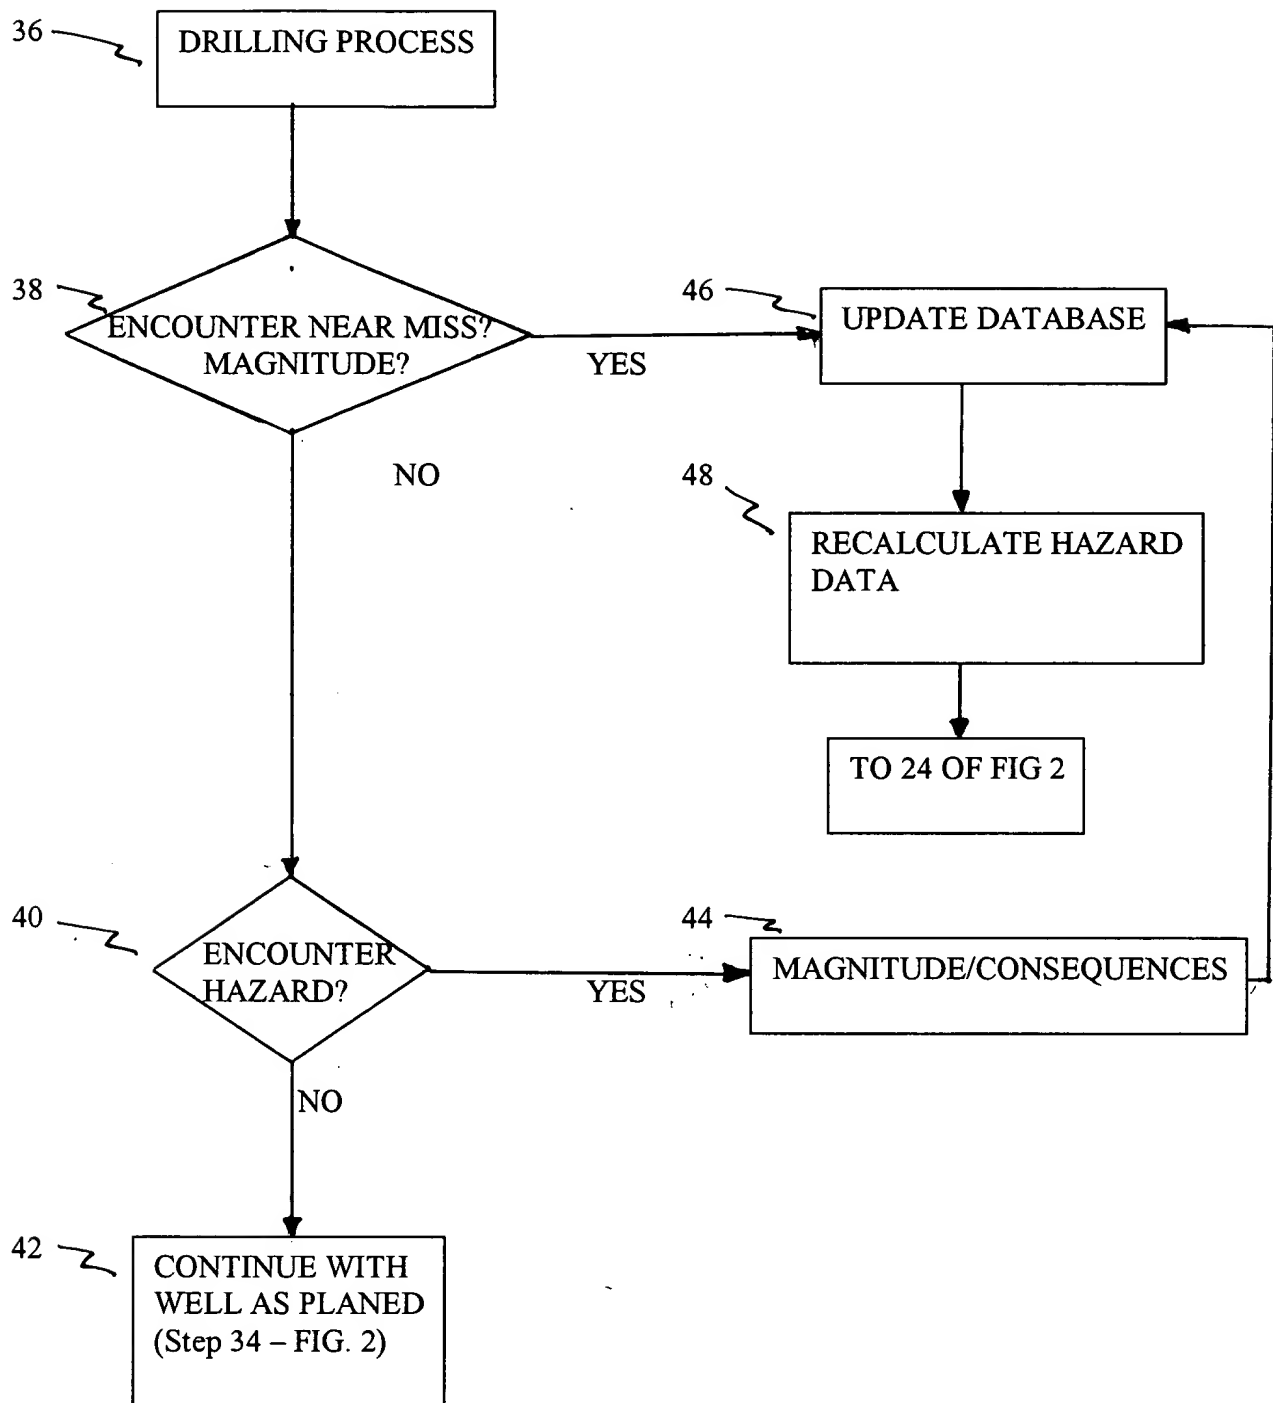 36
DRILLING PROCESS
38
ENCOUNTER NEAR MISS?
MAGNITUDE?
YES
NO
46
UPDATE DATABASE
48
RECALCULATE HAZARD
DATA
TO 24 OF FIG 2
40
ENCOUNTER
HAZARD?
YES
NO
44
MAGNITUDE/CONSEQUENCES
42
CONTINUE WITH
WELL AS PLANED
(Step 34 – FIG. 2)